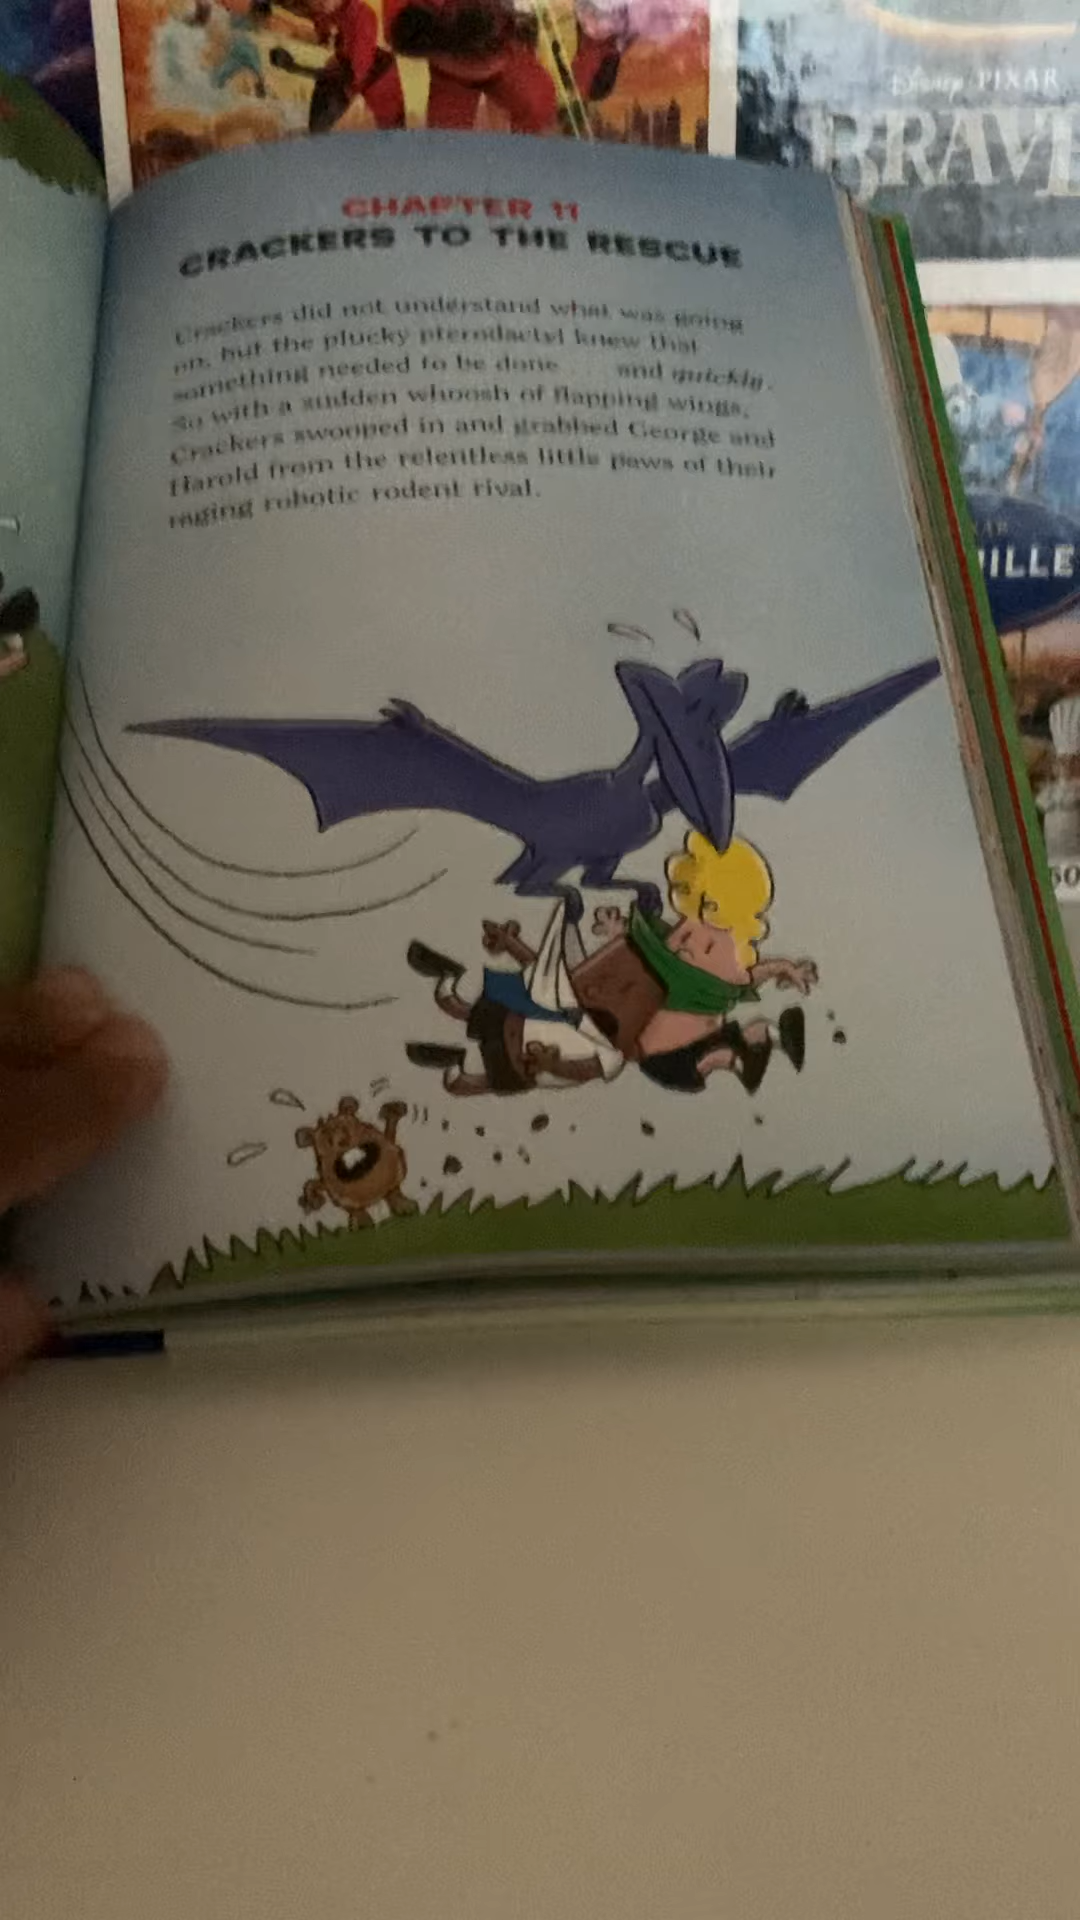 Disney PIXAR
BRAVE
CHAPTER 11
CRACKERS TO THE RESCUE
Crackers did not understand what was going
on, but the plucky pterodactyl knew that
something needed to be done . . . and quickly.
So with a sudden whoosh of flapping wings,
Crackers swooped in and grabbed George and
Harold from the relentless little paws of their
raging robotic rodent rival.
ILLE